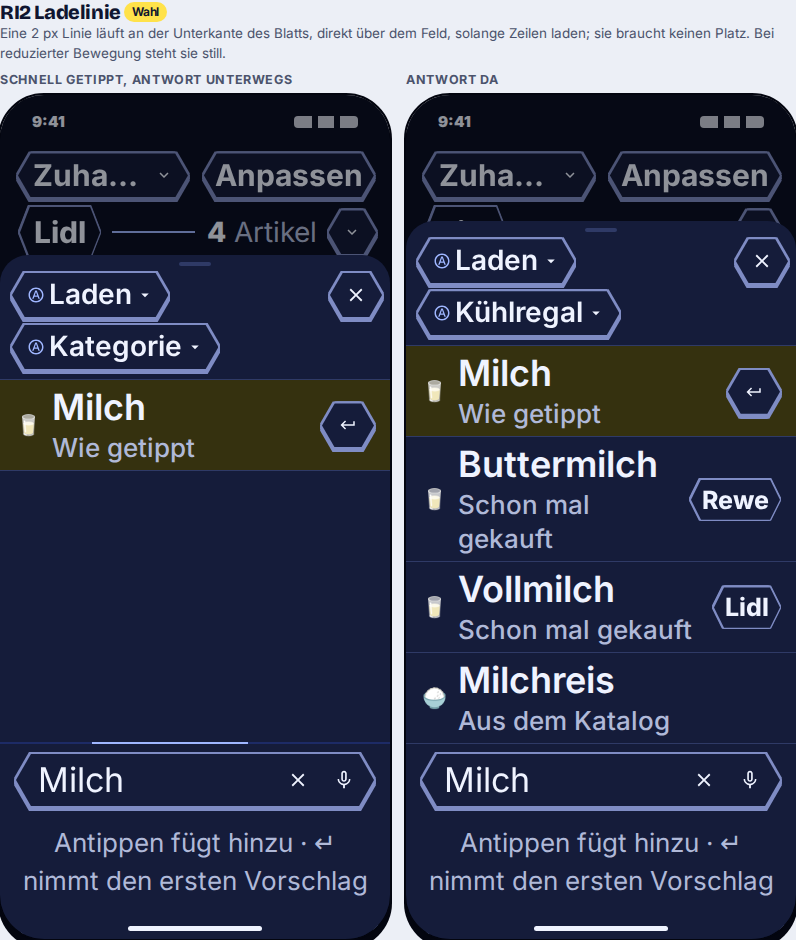 RI2 Ladelinie Wahl
Eine 2 px Linie läuft an der Unterkante des Blatts, direkt über dem Feld, solange Zeilen laden; sie braucht keinen Platz. Bei
reduzierter Bewegung steht sie still.
SCHNELL GETIPPT, ANTWORT UNTERWEGS
9:41
Zuha...
Anpassen
Lidl
4 Artikel
A Laden
A Kategorie
Milch
Wie getippt
Milch
Antippen fügt hinzu · ↵
nimmt den ersten Vorschlag
ANTWORT DA
9:41
Zuha...
Anpassen
A Laden
A Kühlregal
Milch
Wie getippt
Buttermilch
Schon mal
gekauft
Rewe
Vollmilch
Schon mal gekauft
Lidl
Milchreis
Aus dem Katalog
Milch
Antippen fügt hinzu · ↵
nimmt den ersten Vorschlag